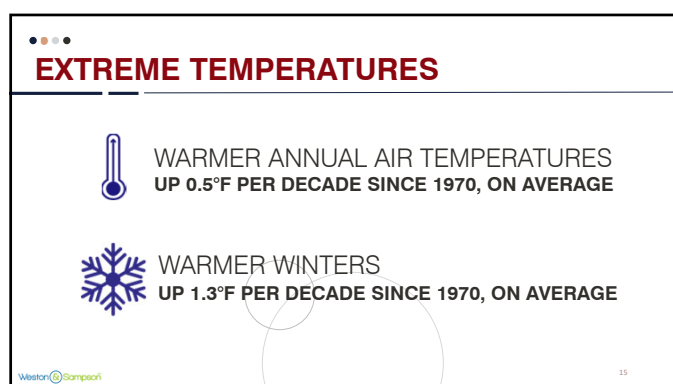 EXTREME TEMPERATURES
WARMER ANNUAL AIR TEMPERATURES
UP 0.5°F PER DECADE SINCE 1970, ON AVERAGE
WARMER WINTERS
UP 1.3°F PER DECADE SINCE 1970, ON AVERAGE
Weston & Sampson
15